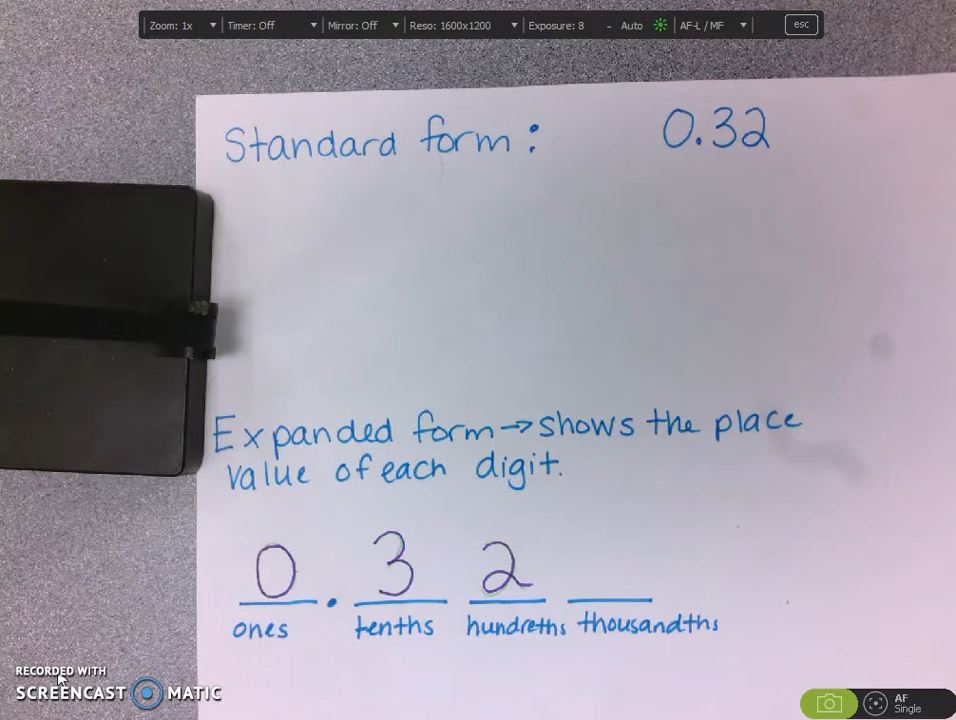 Zoom: 1x Timer: Off Mirror: Off Reso: 1600x1200 Exposure: 8 - Auto AF-L / MF esc
Standard form: 0.32
Expanded form→shows the place
value of each digit.
0 . 3 2
ones tenths hundreths thousandths
RECORDED WITH
SCREENCAST MATIC
AF
Single